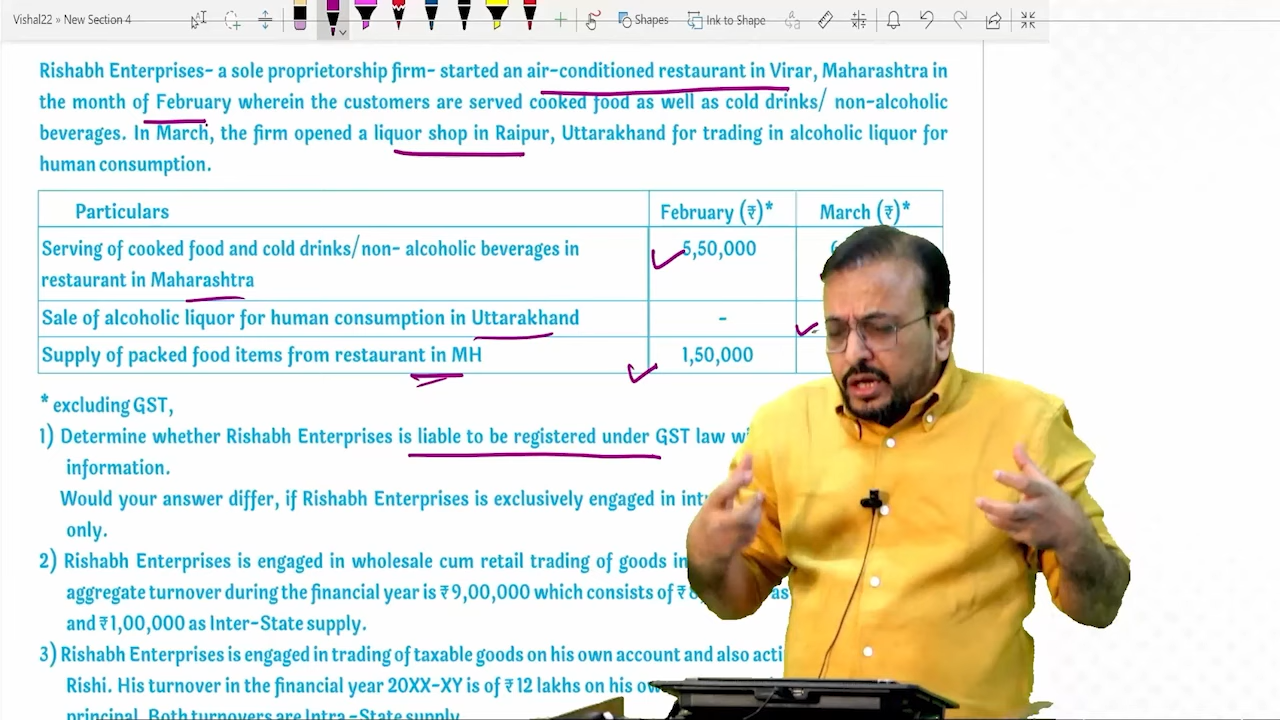 Vishal22 » New Section 4
Shapes
Ink to Shape
Rishabh Enterprises- a sole proprietorship firm- started an air-conditioned restaurant in Virar, Maharashtra in
the month of February wherein the customers are served cooked food as well as cold drinks/ non-alcoholic
beverages. In March, the firm opened a liquor shop in Raipur, Uttarakhand for trading in alcoholic liquor for
human consumption.
Particulars February (₹)* March (₹)*
Serving of cooked food and cold drinks/non- alcoholic beverages in 5,50,000
restaurant in Maharashtra
Sale of alcoholic liquor for human consumption in Uttarakhand -
Supply of packed food items from restaurant in MH 1,50,000
* excluding GST,
1) Determine whether Rishabh Enterprises is liable to be registered under GST law
information.
Would your answer differ, if Rishabh Enterprises is exclusively engaged in
only.
2) Rishabh Enterprises is engaged in wholesale cum retail trading of goods in
aggregate turnover during the financial year is ₹9,00,000 which consists of as
and ₹1,00,000 as Inter-State supply.
3) Rishabh Enterprises is engaged in trading of taxable goods on his own account and also
Rishi. His turnover in the financial year 20XX-XY is of ₹12 lakhs on his
principal. Both turnovers are Intra -State supply.